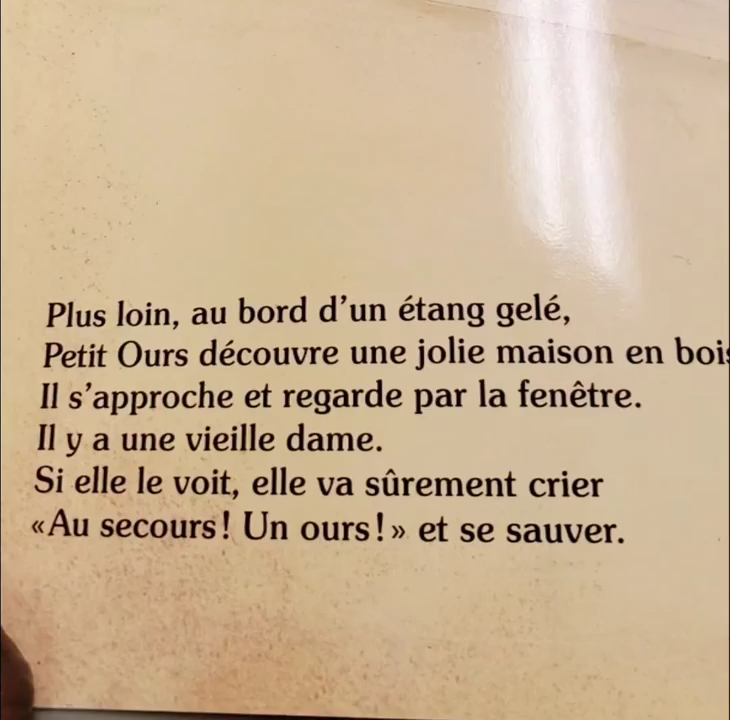 Plus loin, au bord d’un étang gelé,
Petit Ours découvre une jolie maison en bois
Il s’approche et regarde par la fenêtre.
Il y a une vieille dame.
Si elle le voit, elle va sûrement crier
«Au secours! Un ours!» et se sauver.